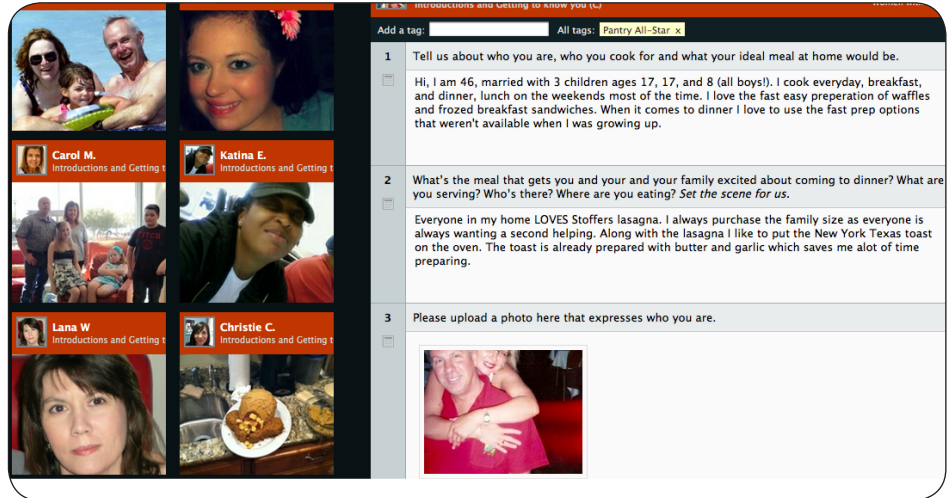 Carol M.
Introductions and Getting t
Katina E.
Introductions and Getting t
Lana W
Introductions and Getting t
Christie C.
Introductions and Getting t
Introductions and Getting to know you (C)
Add a tag:
All tags: Pantry All-Star x
1
Tell us about who you are, who you cook for and what your ideal meal at home would be.
Hi, I am 46, married with 3 children ages 17, 17, and 8 (all boys!). I cook everyday, breakfast,
and dinner, lunch on the weekends most of the time. I love the fast easy preperation of waffles
and frozed breakfast sandwiches. When it comes to dinner I love to use the fast prep options
that weren't available when I was growing up.
2
What's the meal that gets you and your and your family excited about coming to dinner? What are
you serving? Who's there? Where are you eating? Set the scene for us.
Everyone in my home LOVES Stoffers lasagna. I always purchase the family size as everyone is
always wanting a second helping. Along with the lasagna I like to put the New York Texas toast
on the oven. The toast is already prepared with butter and garlic which saves me alot of time
preparing.
3
Please upload a photo here that expresses who you are.